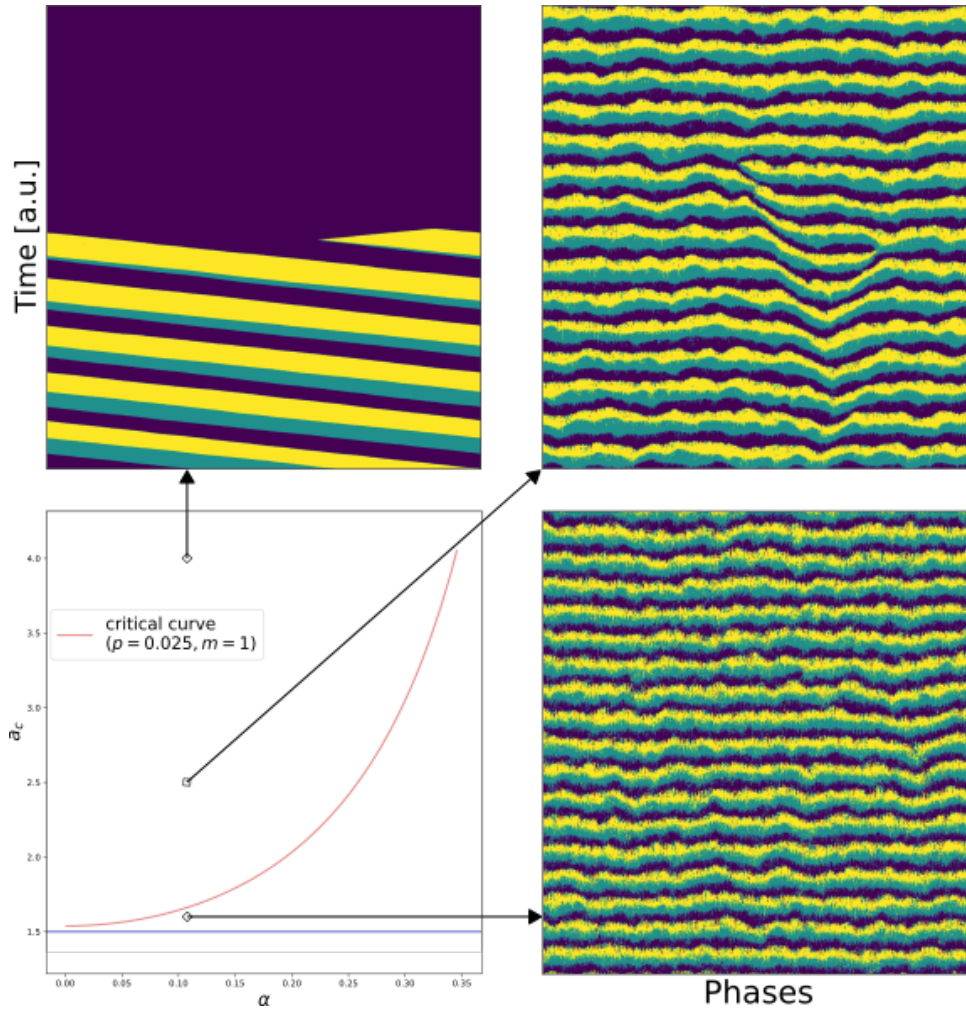 Time [a.u.]
4.0
3.5
3.0
2.5
2.0
1.5
a_c
critical curve
(p = 0.025, m = 1)
0.00 0.05 0.10 0.15 0.20 0.25 0.30 0.35
α
Phases